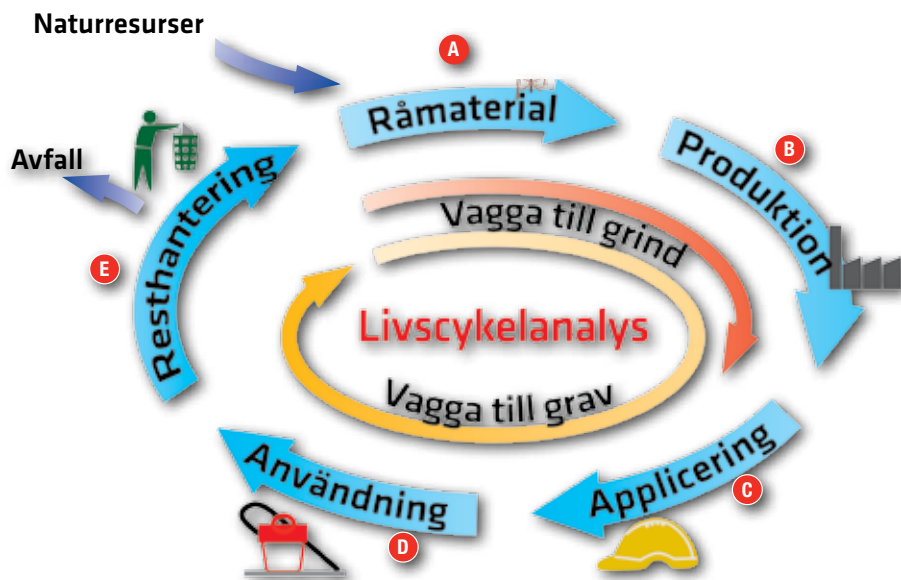 Naturresurser
A
Råmaterial
B
Produktion
Avfall
Resthantering
E
Vagga till grind
Livscykelanalys
Vagga till grav
Applicering
C
Användning
D